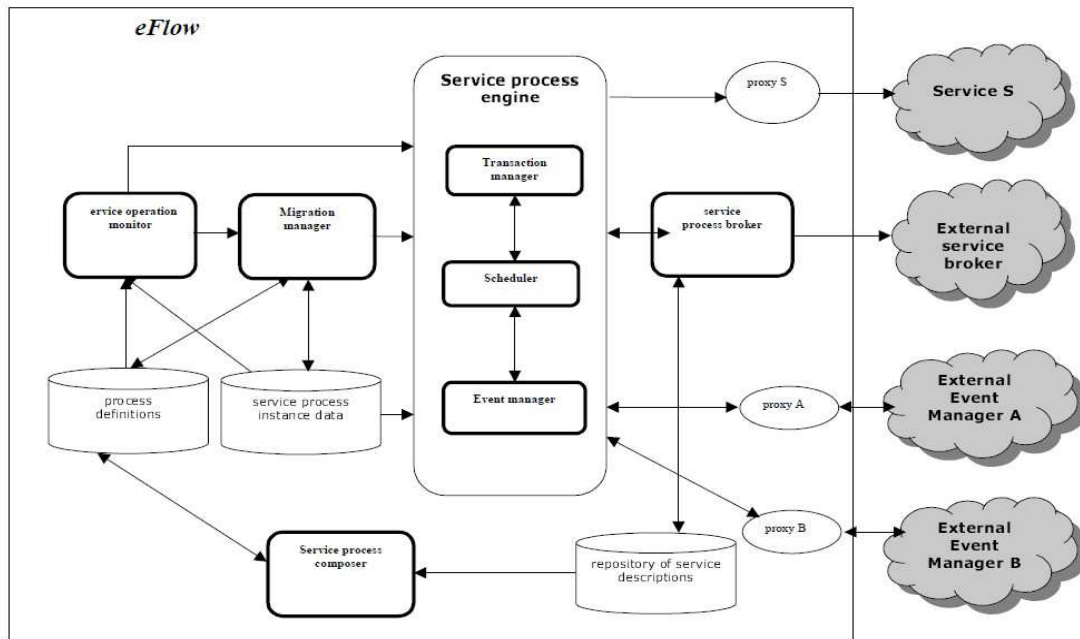 eFlow
Service process
engine
proxy S
Service S
Transaction
manager
ervice operation
monitor
Migration
manager
service
process broker
External
service
broker
Scheduler
process
definitions
service process
instance data
Event manager
proxy A
External
Event
Manager A
proxy B
External
Event
Manager B
Service process
composer
repository of service
descriptions